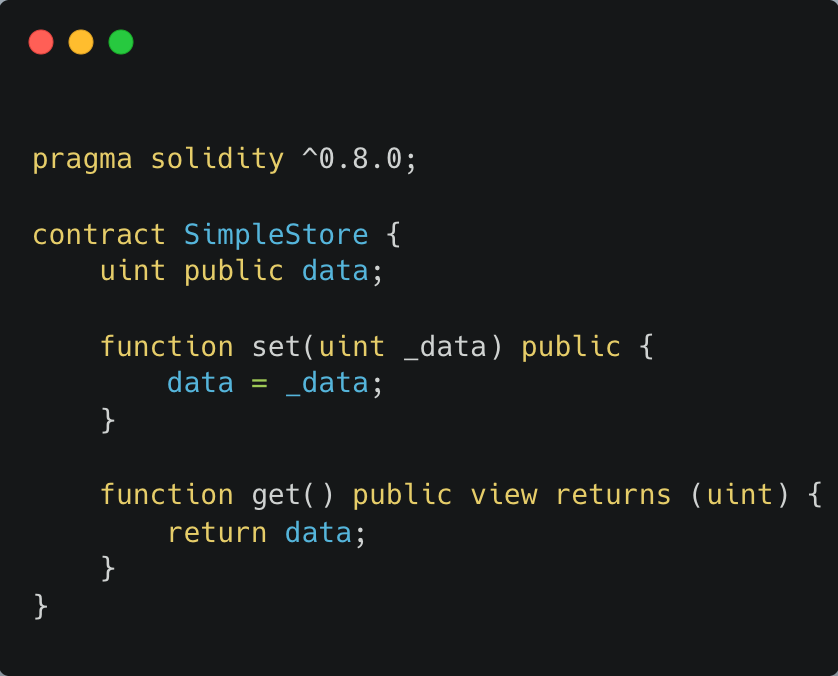 pragma solidity ^0.8.0;
contract SimpleStore {
    uint public data;
    function set(uint _data) public {
        data = _data;
    }
    function get() public view returns (uint) {
        return data;
    }
}